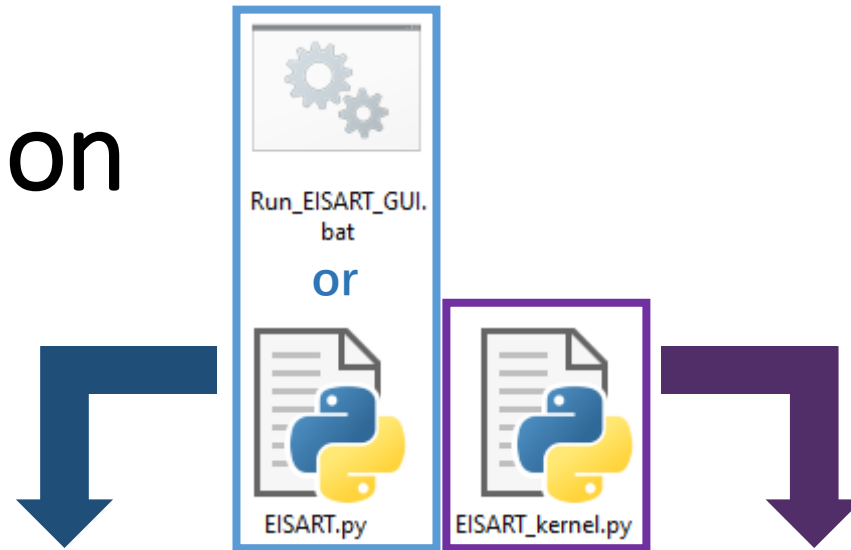 on
Run_EISART_GUI.
bat
or
EISART.py
EISART_kernel.py